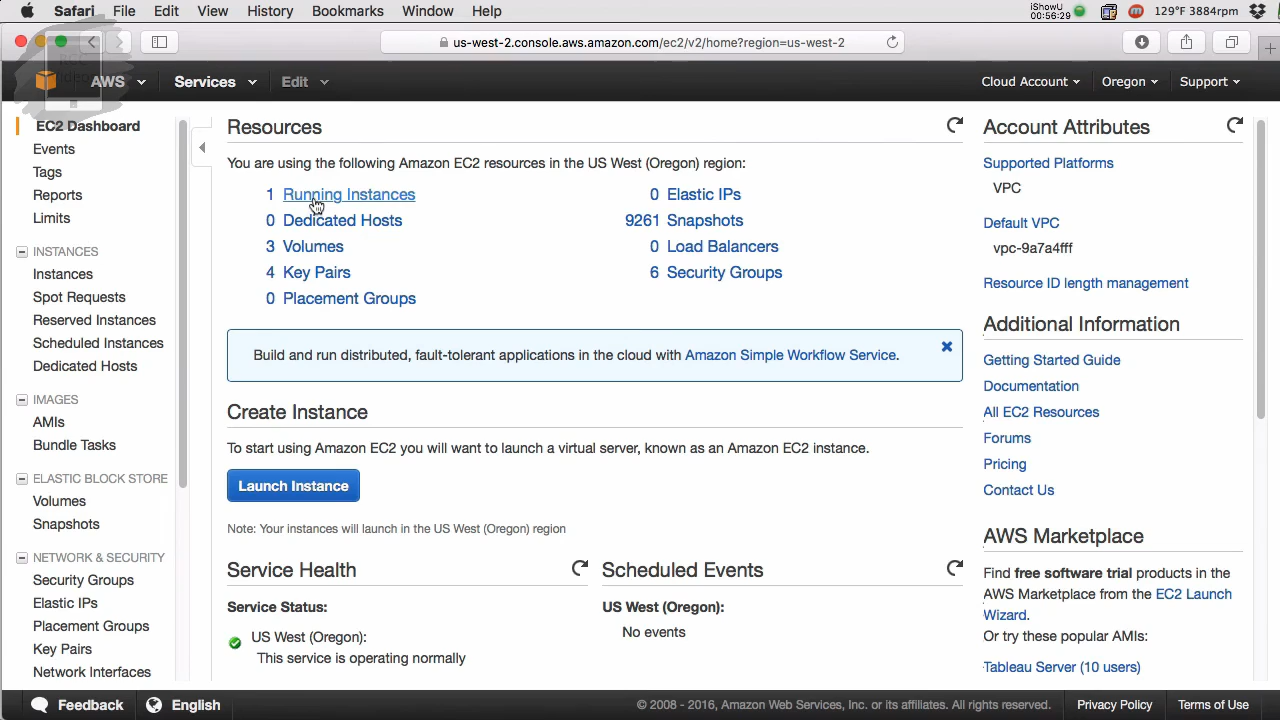 Safari File Edit View History Bookmarks Window Help
iShowU
00:56:29
129°F 3884rpm
us-west-2.console.aws.amazon.com/ec2/v2/home?region=us-west-2
AWS Services Edit
Cloud Account Oregon Support
EC2 Dashboard
Events
Tags
Reports
Limits
INSTANCES
Instances
Spot Requests
Reserved Instances
Scheduled Instances
Dedicated Hosts
IMAGES
AMIs
Bundle Tasks
ELASTIC BLOCK STORE
Volumes
Snapshots
NETWORK & SECURITY
Security Groups
Elastic IPs
Placement Groups
Key Pairs
Network Interfaces
Resources
You are using the following Amazon EC2 resources in the US West (Oregon) region:
1 Running Instances
0 Dedicated Hosts
3 Volumes
4 Key Pairs
0 Placement Groups
0 Elastic IPs
9261 Snapshots
0 Load Balancers
6 Security Groups
Build and run distributed, fault-tolerant applications in the cloud with Amazon Simple Workflow Service.
Create Instance
To start using Amazon EC2 you will want to launch a virtual server, known as an Amazon EC2 instance.
Launch Instance
Note: Your instances will launch in the US West (Oregon) region
Service Health
Service Status:
US West (Oregon):
This service is operating normally
Scheduled Events
US West (Oregon):
No events
Account Attributes
Supported Platforms
VPC
Default VPC
vpc-9a7a4fff
Resource ID length management
Additional Information
Getting Started Guide
Documentation
All EC2 Resources
Forums
Pricing
Contact Us
AWS Marketplace
Find free software trial products in the
AWS Marketplace from the EC2 Launch
Wizard.
Or try these popular AMIs:
Tableau Server (10 users)
Feedback English
© 2008 - 2016, Amazon Web Services, Inc. or its affiliates. All rights reserved. Privacy Policy Terms of Use